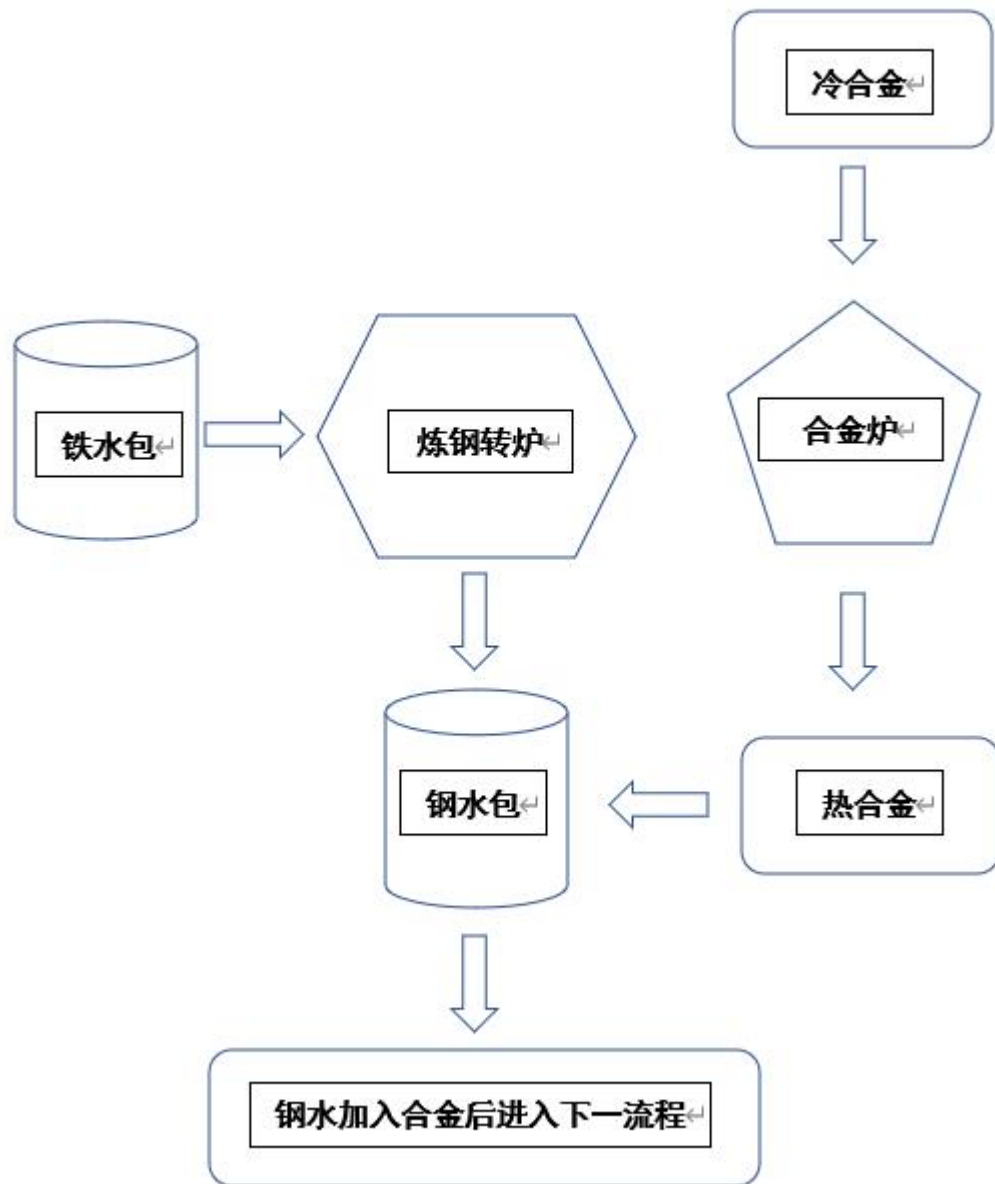 冷合金
铁水包
炼钢转炉
合金炉
钢水包
热合金
钢水加入合金后进入下一流程